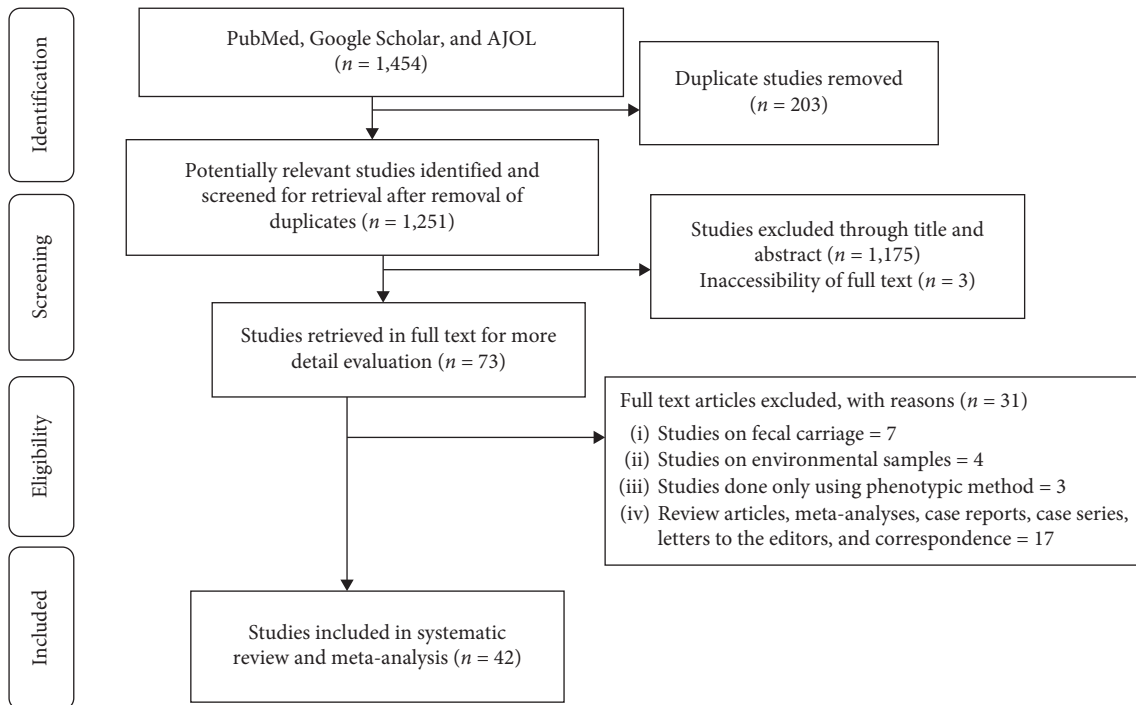 Identification
PubMed, Google Scholar, and AJOL
(n = 1,454)
Duplicate studies removed
(n = 203)
Potentially relevant studies identified and
screened for retrieval after removal of
duplicates (n = 1,251)
Screening
Studies excluded through title and
abstract (n = 1,175)
Inaccessibility of full text (n = 3)
Studies retrieved in full text for more
detail evaluation (n = 73)
Eligibility
Full text articles excluded, with reasons (n = 31)
(i) Studies on fecal carriage = 7
(ii) Studies on environmental samples = 4
(iii) Studies done only using phenotypic method = 3
(iv) Review articles, meta-analyses, case reports, case series,
letters to the editors, and correspondence = 17
Included
Studies included in systematic
review and meta-analysis (n = 42)